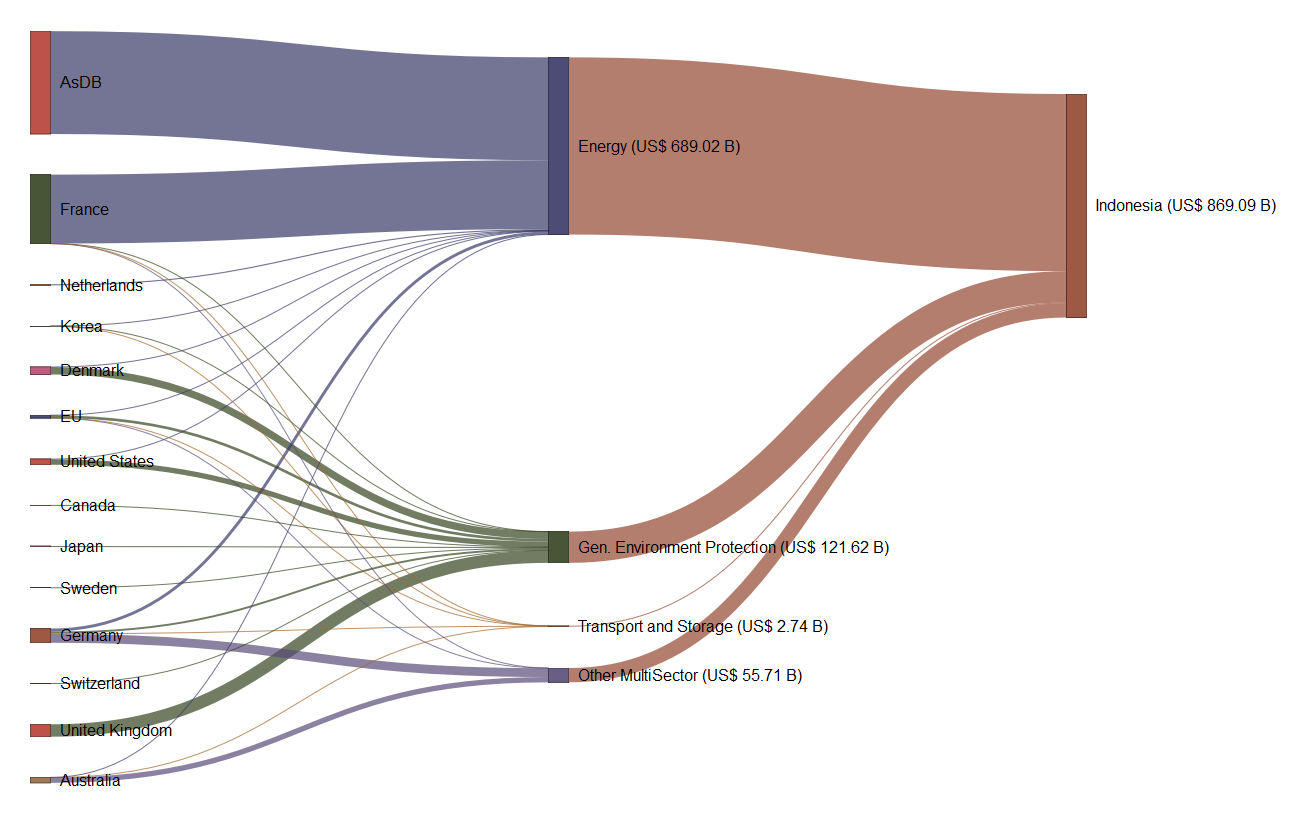 AsDB
France
Netherlands
Korea
Denmark
EU
United States
Canada
Japan
Sweden
Germany
Switzerland
United Kingdom
Australia
Energy (US$ 689.02 B)
Gen. Environment Protection (US$ 121.62 B)
Transport and Storage (US$ 2.74 B)
Other MultiSector (US$ 55.71 B)
Indonesia (US$ 869.09 B)